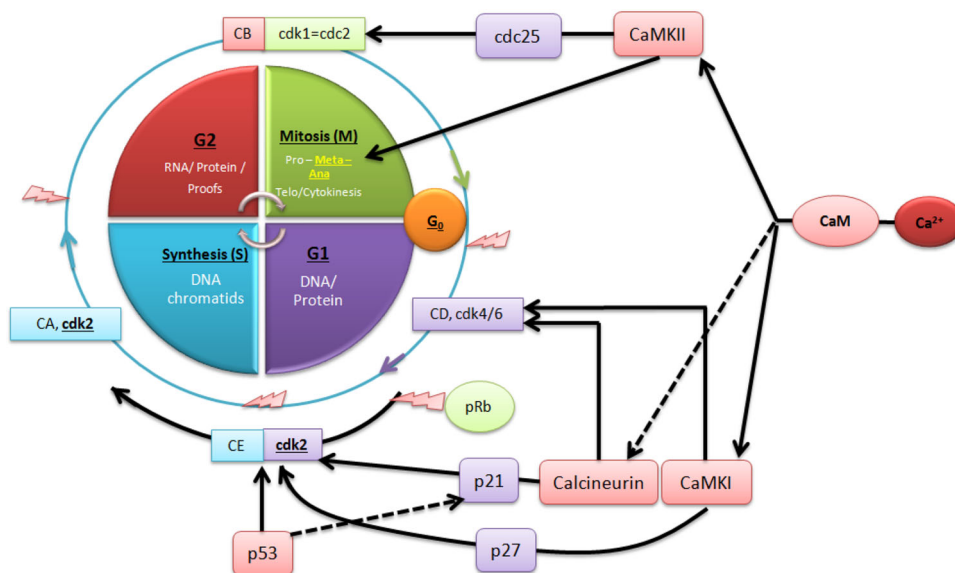 CB
cdk1=cdc2
cdc25
CaMKII
G2
RNA/ Protein /
Proofs
Mitosis (M)
Pro – Meta –
Ana
Telo/Cytokinesis
G₀
CaM
Ca²⁺
Synthesis (S)
DNA
chromatids
G1
DNA/
Protein
CA, cdk2
CD, cdk4/6
pRb
CE
cdk2
p21
Calcineurin
CaMKI
p53
p27